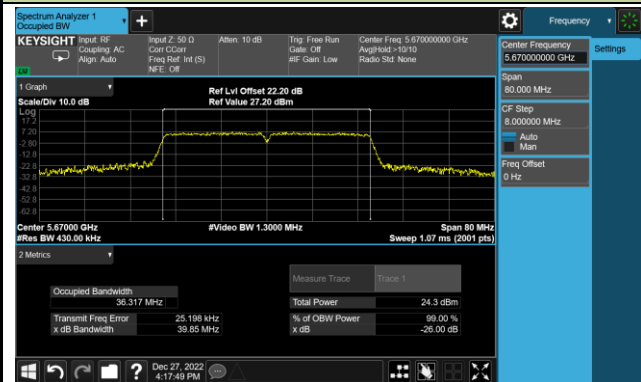 Spectrum Analyzer 1
Occupied BW
Frequency
KEYSIGHT
Input: RF
Coupling: AC
Align: Auto
Input Z: 50 Ω
Corr CCorr
Freq Ref: Int (S)
NFE: Off
Atten: 10 dB
Trig: Free Run
Gate: Off
#IF Gain: Low
Center Freq: 5.670000000 GHz
Avg|Hold:>10/10
Radio Std: None
Center Frequency
5.670000000 GHz
Settings
Span
80.000 MHz
CF Step
8.000000 MHz
Auto
Man
Freq Offset
0 Hz
1 Graph
Scale/Div 10.0 dB
Ref Lvl Offset 22.20 dB
Ref Value 27.20 dBm
Log
17.2
7.20
-2.80
-12.8
-22.8
-32.8
-42.8
-52.8
-62.8
Center 5.67000 GHz
#Video BW 1.3000 MHz
Span 80 MHz
#Res BW 430.00 kHz
Sweep 1.07 ms (2001 pts)
2 Metrics
Measure Trace
Trace 1
Occupied Bandwidth
36.317 MHz
Total Power
24.3 dBm
Transmit Freq Error
25.198 kHz
% of OBW Power
99.00 %
x dB Bandwidth
39.85 MHz
x dB
-26.00 dB
?
Dec 27, 2022
4:17:49 PM